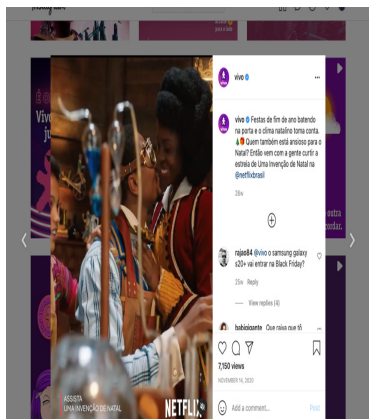 vivo
vivo Festas de fim de ano batendo
na porta e o clima natalino toma conta.
Quem também está ansioso para o
Natal? Então vem com a gente curtir a
estreia de Uma Invenção de Natal na
@netflixbrasil
26w
rajao84 @vivo o samsung galaxy
s20+ vai entrar na Black Friday?
25w Reply
View replies (4)
7,150 views
NOVEMBER 14, 2020
Add a comment...
Post
ASSISTA
UMA INVENÇÃO DE NATAL
NETFLIX
outra